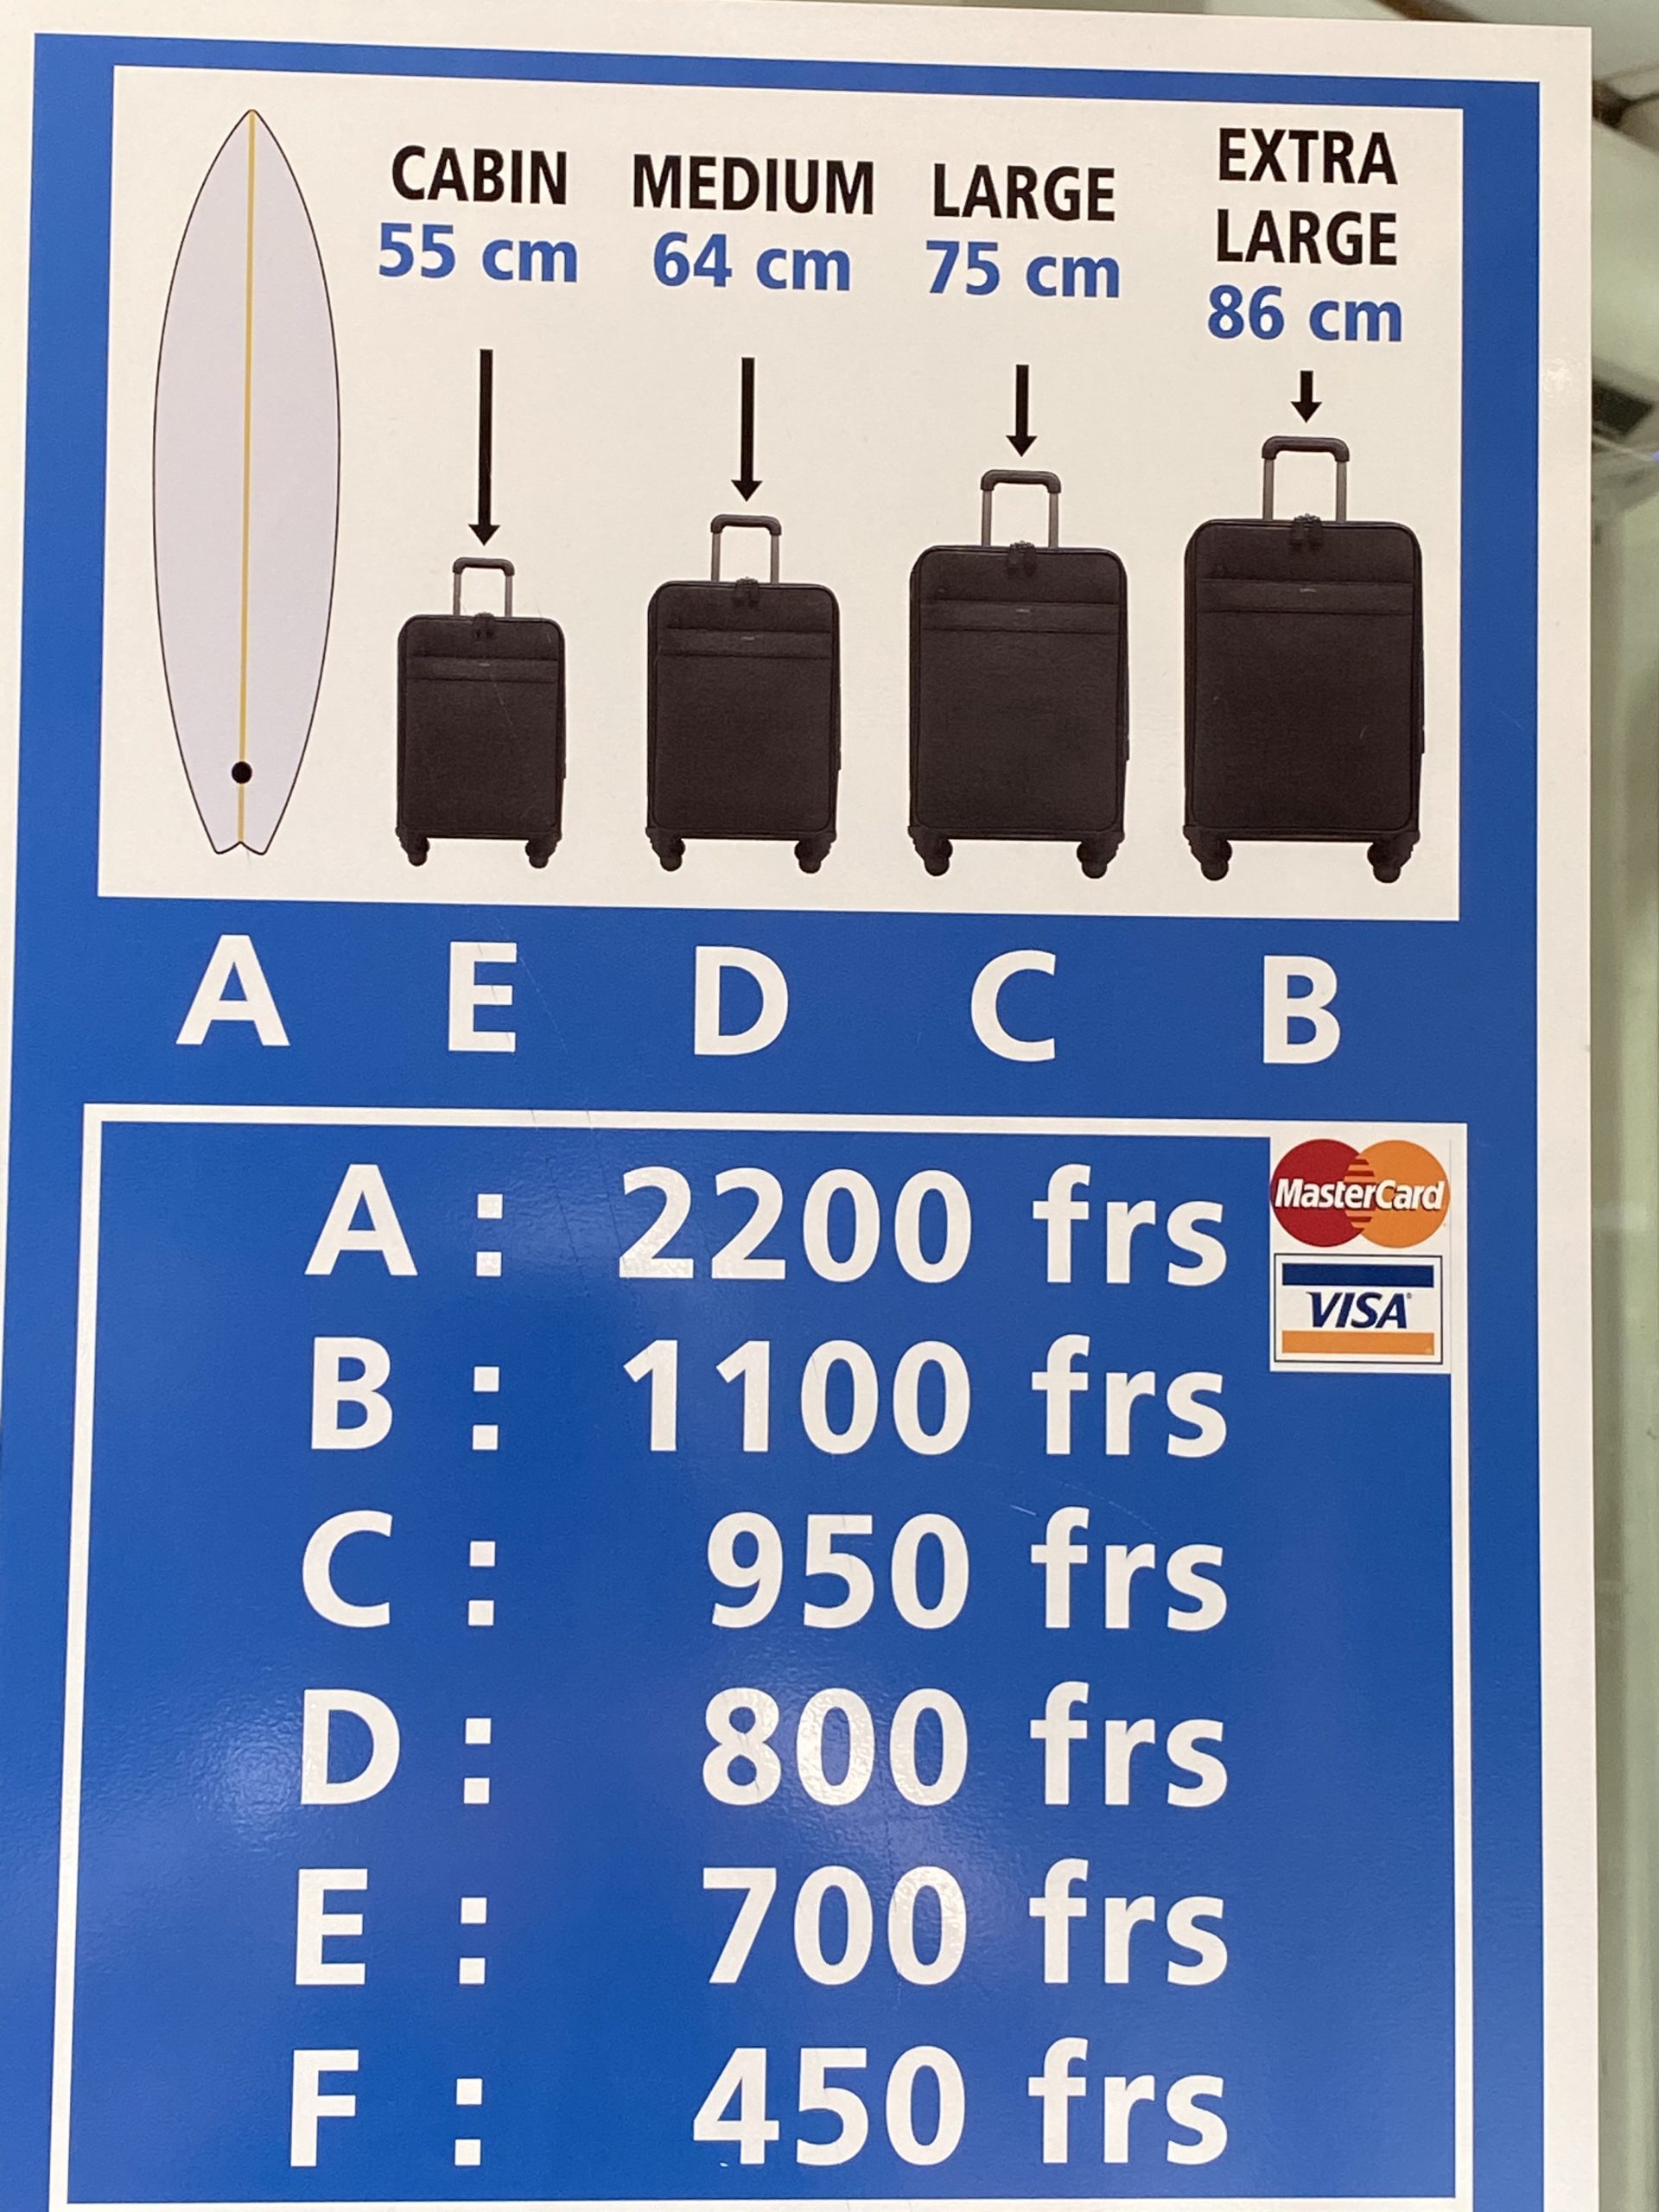 CABIN
55 cm
MEDIUM
64 cm
LARGE
75 cm
EXTRA
LARGE
86 cm
A E D C B
A : 2200 frs
MasterCard
VISA
B : 1100 frs
C : 950 frs
D : 800 frs
E : 700 frs
F : 450 frs